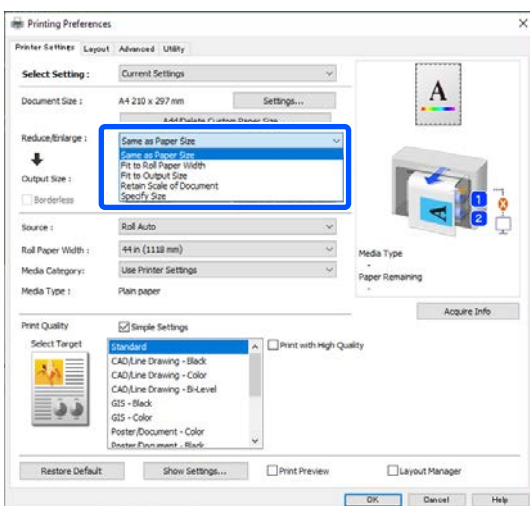 Printing Preferences
Printer Settings Layout Advanced Utility
Select Setting : Current Settings
Document Size : A4 210 x 297 mm Settings...
Add/Delete Custom Paper Size...
Reduce/Enlarge : Same as Paper Size
Same as Paper Size
Fit to Roll Paper Width
Fit to Output Size
Retain Scale of Document
Specify Size
Output Size :
Borderless
Source : Roll Auto
Roll Paper Width : 44 in (1118 mm)
Media Category: Use Printer Settings
Media Type : Plain paper
A
A
1
2
Media Type
-
Paper Remaining
-
Acquire Info
Print Quality Simple Settings
Select Target
Standard
CAD/Line Drawing - Black
CAD/Line Drawing - Color
CAD/Line Drawing - Bi-Level
GIS - Black
GIS - Color
Poster/Document - Color
Poster/Document - Black
Print with High Quality
Restore Default Show Settings... Print Preview Layout Manager
OK Cancel Help